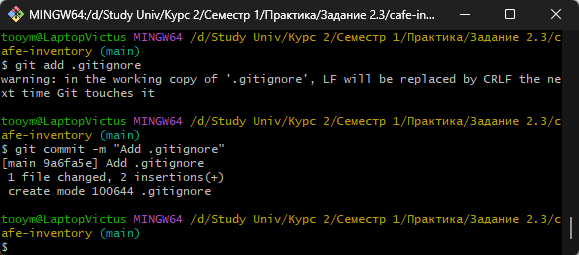 MINGW64:/d/Study Univ/Курс 2/Семестр 1/Практика/Задание 2.3/cafe-in...
tooym@LaptopVictus MINGW64 /d/Study Univ/Курс 2/Семестр 1/Практика/Задание 2.3/c
afe-inventory (main)
$ git add .gitignore
warning: in the working copy of '.gitignore', LF will be replaced by CRLF the ne
xt time Git touches it
tooym@LaptopVictus MINGW64 /d/Study Univ/Курс 2/Семестр 1/Практика/Задание 2.3/c
afe-inventory (main)
$ git commit -m "Add .gitignore"
[main 9a6fa5e] Add .gitignore
 1 file changed, 2 insertions(+)
 create mode 100644 .gitignore
tooym@LaptopVictus MINGW64 /d/Study Univ/Курс 2/Семестр 1/Практика/Задание 2.3/c
afe-inventory (main)
$